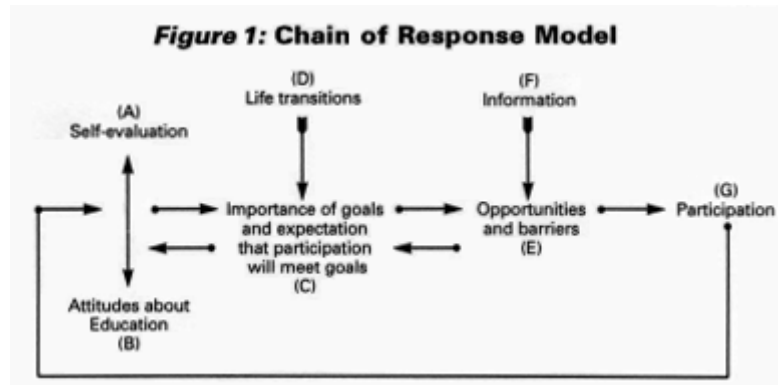 Figure 1: Chain of Response Model
(D)
Life transitions
(F)
Information
(A)
Self-evaluation
Importance of goals
and expectation
that participation
will meet goals
(C)
Opportunities
and barriers
(E)
(G)
Participation
Attitudes about
Education
(B)